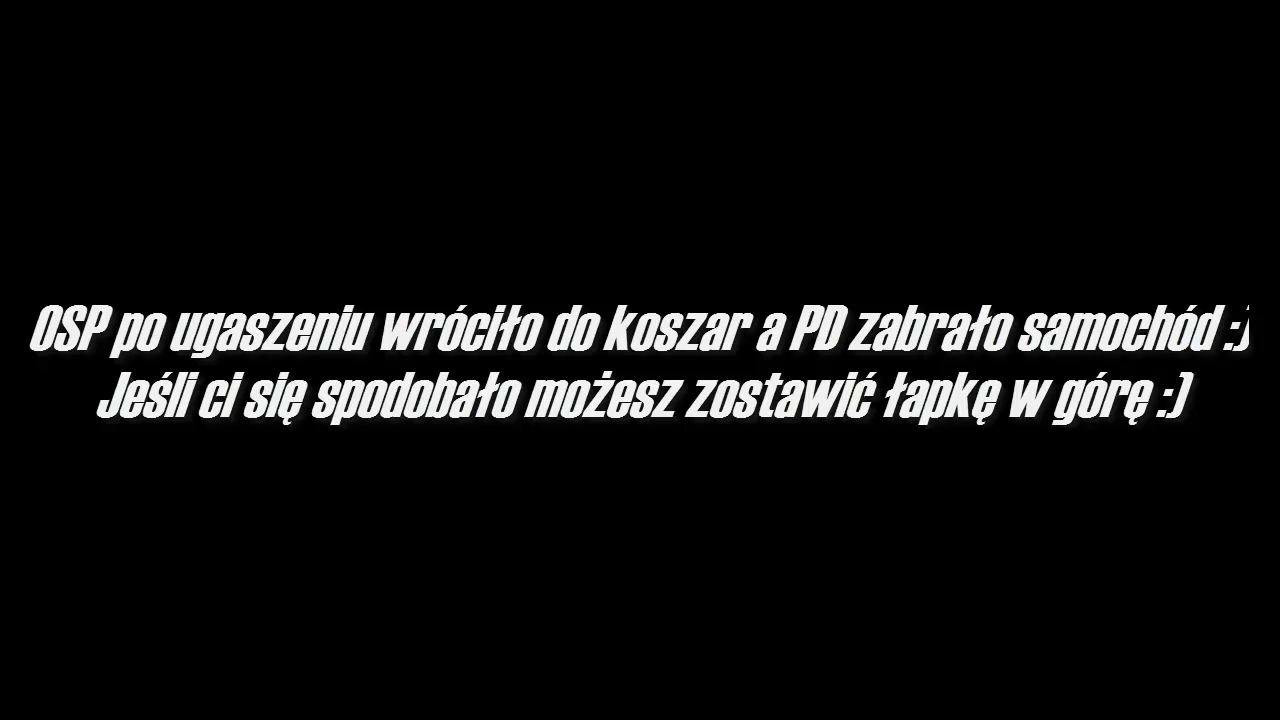 OSP po ugaszeniu wróciło do koszar a PD zabrało samochód :)
Jeśli ci się spodobało możesz zostawić łapkę w górę :)